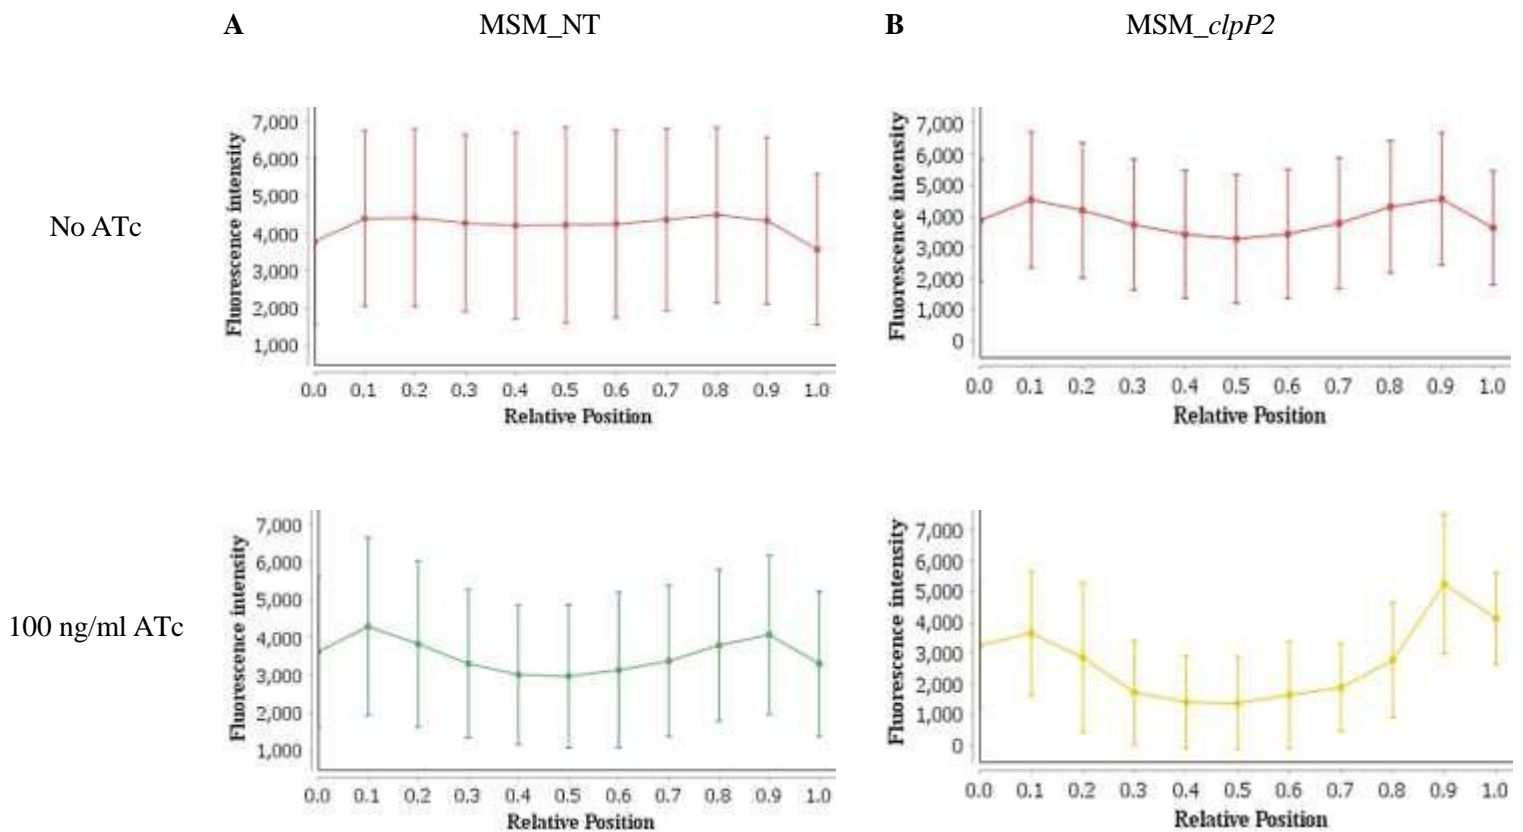 A MSM_NT B MSM_clpP2
No ATc
Fluorescence intensity
7,000
6,000
5,000
4,000
3,000
2,000
1,000
0.0 0.1 0.2 0.3 0.4 0.5 0.6 0.7 0.8 0.9 1.0
Relative Position
Fluorescence intensity
7,000
6,000
5,000
4,000
3,000
2,000
1,000
0
0.0 0.1 0.2 0.3 0.4 0.5 0.6 0.7 0.8 0.9 1.0
Relative Position
100 ng/ml ATc
Fluorescence intensity
7,000
6,000
5,000
4,000
3,000
2,000
1,000
0.0 0.1 0.2 0.3 0.4 0.5 0.6 0.7 0.8 0.9 1.0
Relative Position
Fluorescence intensity
7,000
6,000
5,000
4,000
3,000
2,000
1,000
0
0.0 0.1 0.2 0.3 0.4 0.5 0.6 0.7 0.8 0.9 1.0
Relative Position